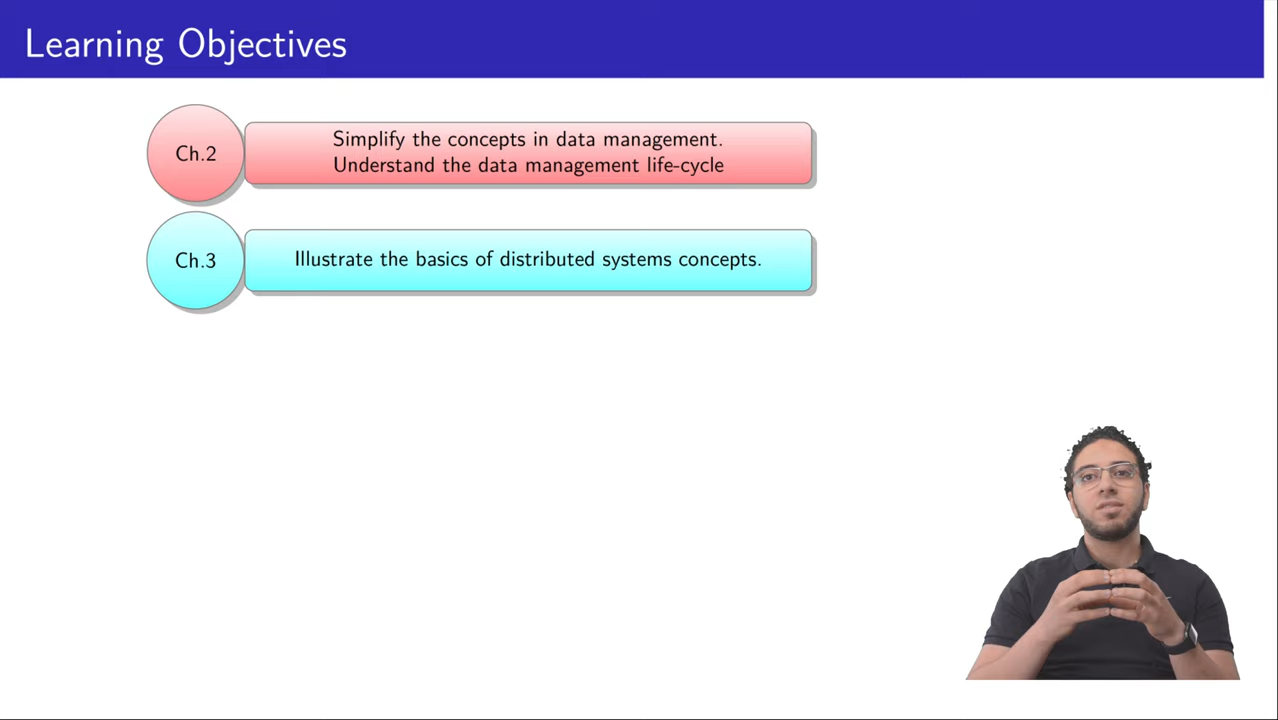 Learning Objectives
Ch.2
Simplify the concepts in data management.
Understand the data management life-cycle
Ch.3
Illustrate the basics of distributed systems concepts.